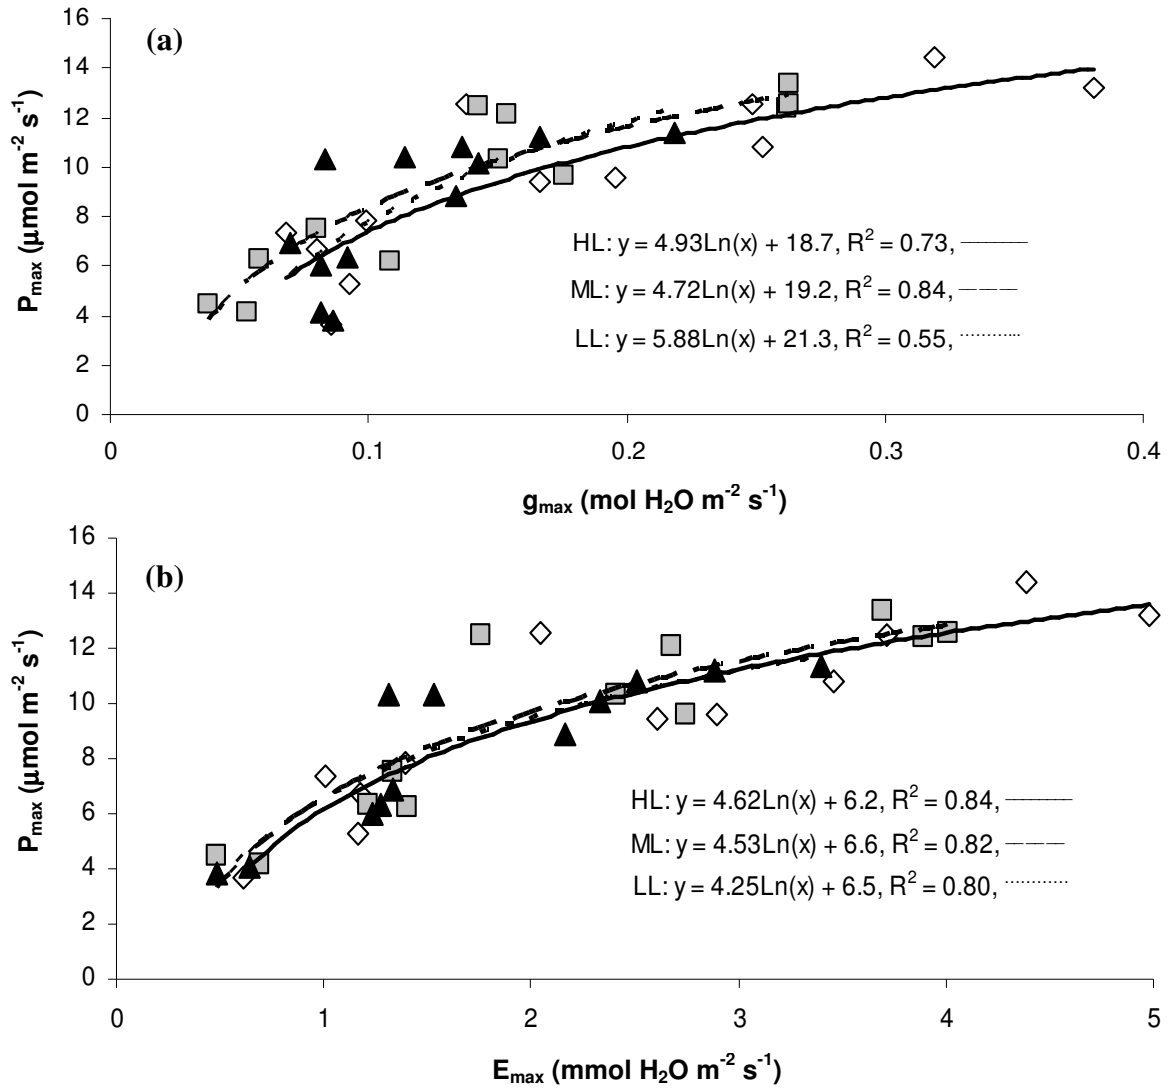 16
(a)
14
12
10
8
6
4
2
0
P_max (µmol m⁻² s⁻¹)
HL: y = 4.93Ln(x) + 18.7, R² = 0.73,
ML: y = 4.72Ln(x) + 19.2, R² = 0.84,
LL: y = 5.88Ln(x) + 21.3, R² = 0.55,
0 0.1 0.2 0.3 0.4
g_max (mol H₂O m⁻² s⁻¹)
16
(b)
14
12
10
8
6
4
2
0
P_max (µmol m⁻² s⁻¹)
HL: y = 4.62Ln(x) + 6.2, R² = 0.84,
ML: y = 4.53Ln(x) + 6.6, R² = 0.82,
LL: y = 4.25Ln(x) + 6.5, R² = 0.80,
0 1 2 3 4 5
E_max (mmol H₂O m⁻² s⁻¹)